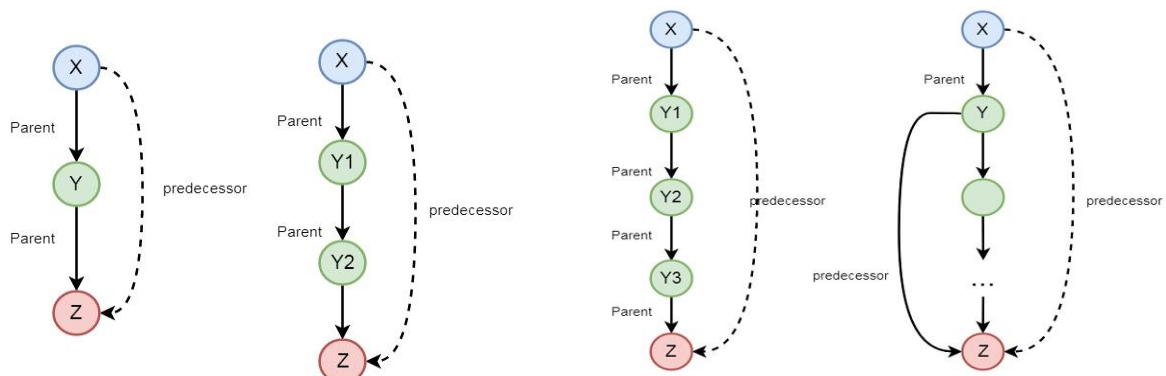 X
Parent
Y
predecessor
Parent
Z
X
Parent
Y1
predecessor
Parent
Y2
Z
X
Parent
Y1
Parent
Y2
predecessor
Parent
Y3
Parent
Z
X
Parent
Y
predecessor
predecessor
...
Z